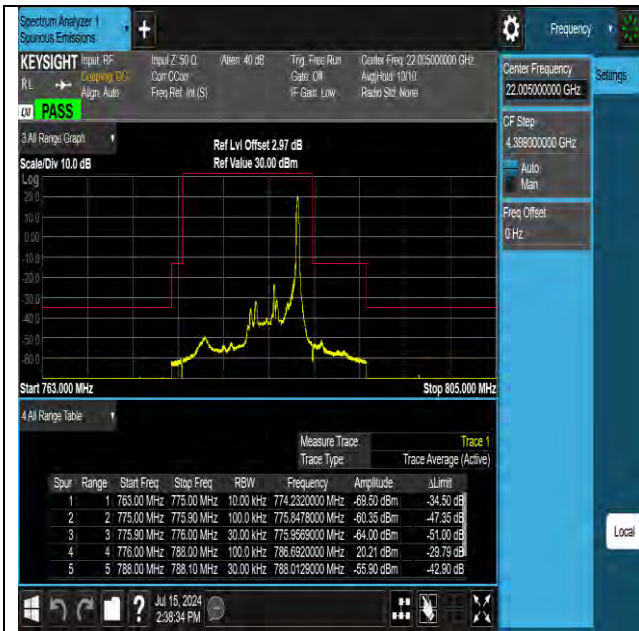 Spectrum Analyzer 1
Spurious Emissions
+
Frequency
KEYSIGHT Input: RF Input Z: 50 Ω Atten: 40 dB Trig: Free Run Center Freq: 22.005000000 GHz
RL Coupling: DC Corr CCorr Gate: Off Avg|Hold: 10/10
Align: Auto Freq Ref: Int (S) IF Gain: Low Radio Std: None
PASS
Center Frequency
22.005000000 GHz
Settings
CF Step
4.399000000 GHz
Auto
Man
Freq Offset
0 Hz
3 All Range Graph
Ref Lvl Offset 2.97 dB
Scale/Div 10.0 dB Ref Value 30.00 dBm
Log
20.0
10.0
0.00
-10.0
-20.0
-30.0
-40.0
-50.0
-60.0
Start 763.000 MHz Stop 805.000 MHz
4 All Range Table
Measure Trace Trace 1
Trace Type Trace Average (Active)
Spur Range Start Freq Stop Freq RBW Frequency Amplitude ΔLimit
1 1 763.00 MHz 775.00 MHz 10.00 kHz 774.2320000 MHz -69.50 dBm -34.50 dB
2 2 775.00 MHz 775.90 MHz 100.0 kHz 775.8478000 MHz -60.35 dBm -47.35 dB
3 3 775.90 MHz 776.00 MHz 30.00 kHz 775.9569000 MHz -64.00 dBm -51.00 dB
4 4 776.00 MHz 788.00 MHz 100.0 kHz 786.6920000 MHz 20.21 dBm -29.79 dB
5 5 788.00 MHz 788.10 MHz 30.00 kHz 788.0129000 MHz -55.90 dBm -42.90 dB
Local
?
Jul 15, 2024
2:38:34 PM